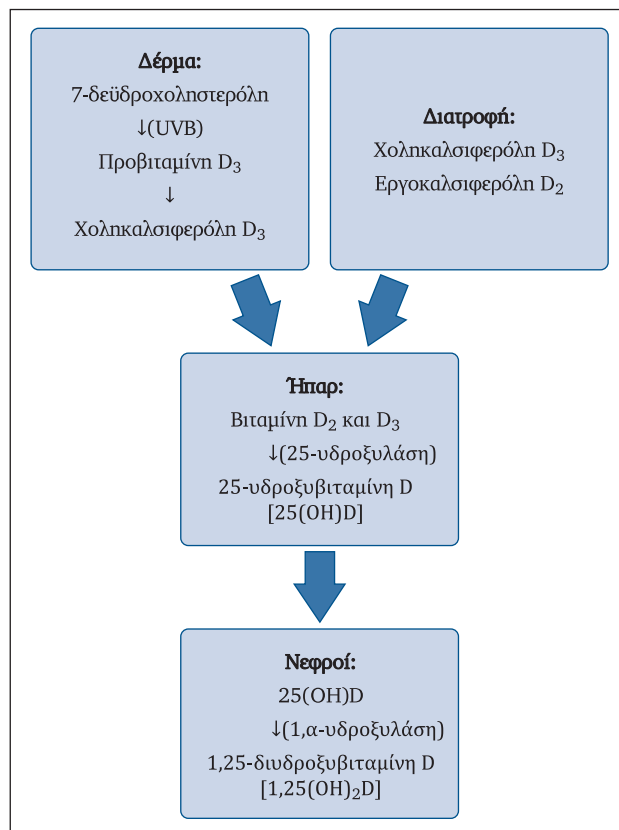 Δέρμα:
7-δεϋδροχοληστερόλη
↓(UVB)
Προβιταμίνη D₃
↓
Χοληκαλσιφερόλη D₃
Διατροφή:
Χοληκαλσιφερόλη D₃
Εργοκαλσιφερόλη D₂
Ήπαρ:
Βιταμίνη D₂ και D₃
↓(25-υδροξυλάση)
25-υδροξυβιταμίνη D
[25(OH)D]
Νεφροί:
25(OH)D
↓(1,α-υδροξυλάση)
1,25-διυδροξυβιταμίνη D
[1,25(OH)₂D]